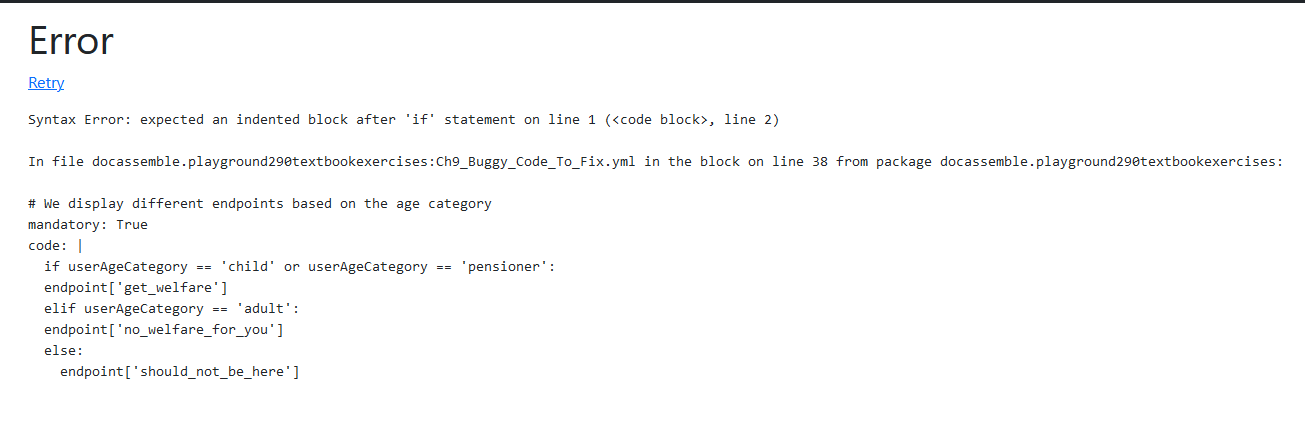 Error
Retry
Syntax Error: expected an indented block after 'if' statement on line 1 (<code block>, line 2)
In file docassemble.playground290textbookexercises:Ch9_Buggy_Code_To_Fix.yml in the block on line 38 from package docassemble.playground290textbookexercises:
# We display different endpoints based on the age category
mandatory: True
code: |
  if userAgeCategory == 'child' or userAgeCategory == 'pensioner':
  endpoint['get_welfare']
  elif userAgeCategory == 'adult':
  endpoint['no_welfare_for_you']
  else:
    endpoint['should_not_be_here']